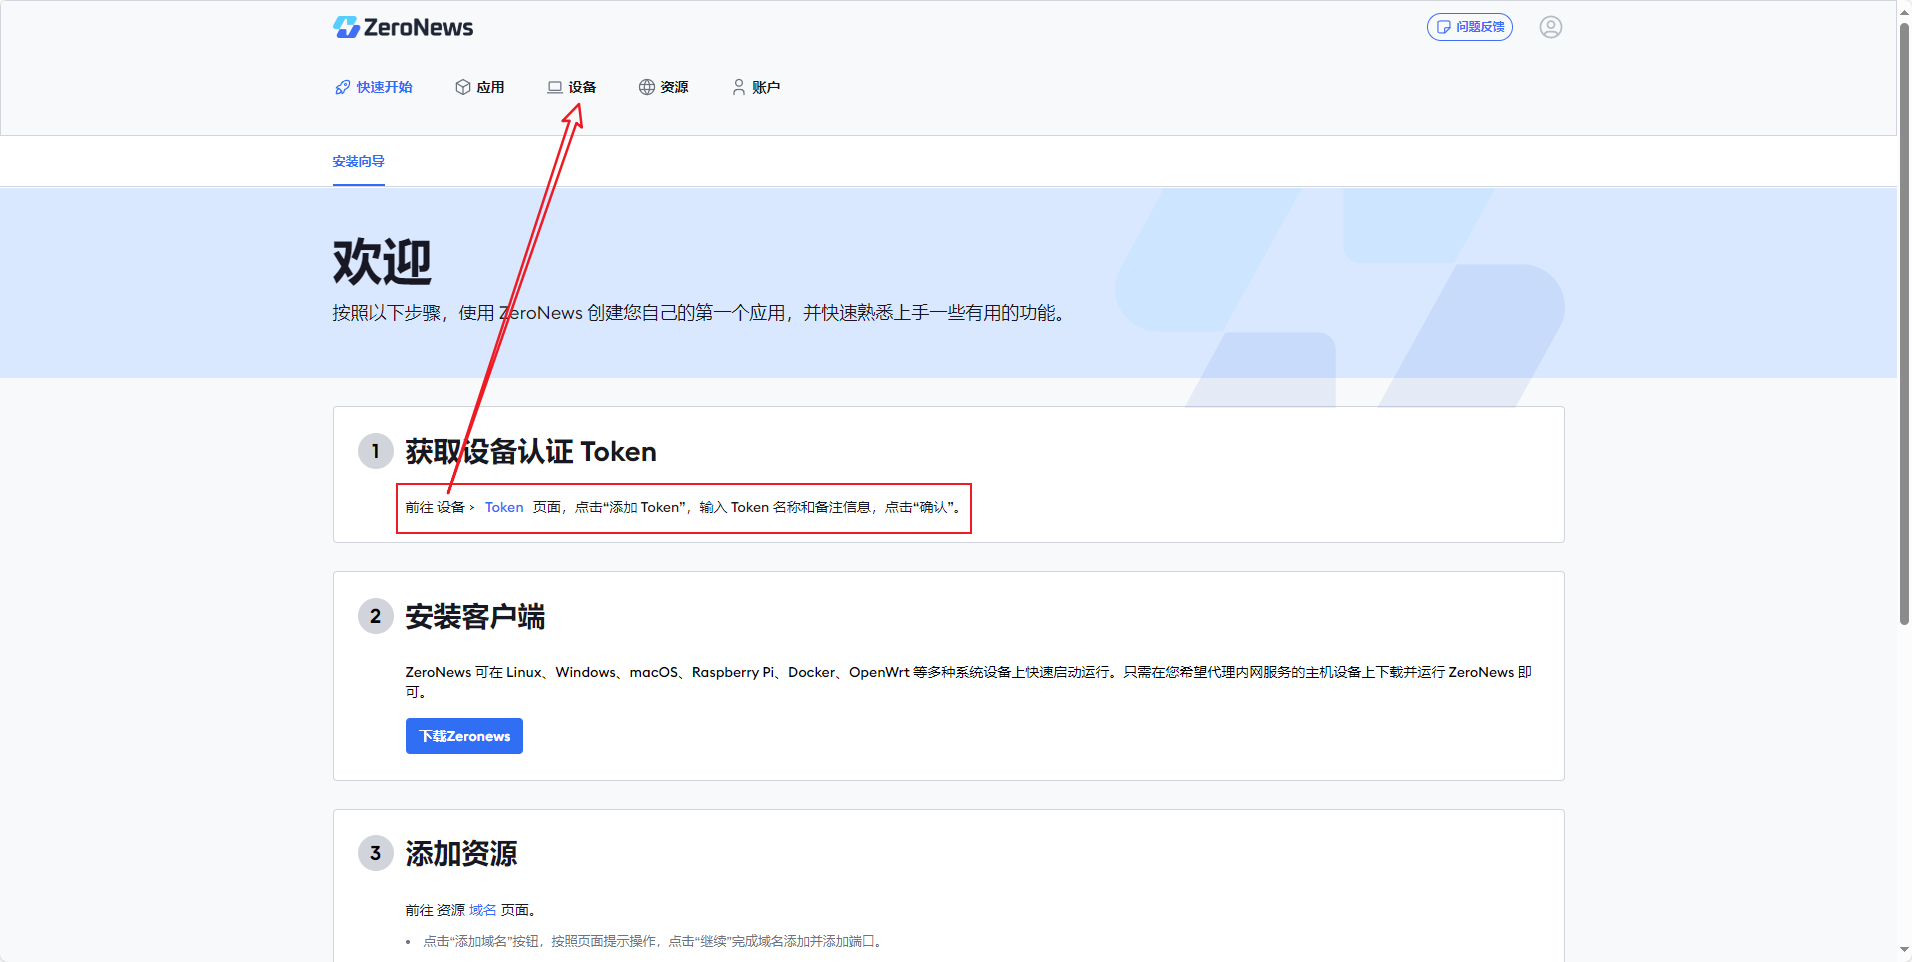 ZeroNews
问题反馈
快速开始
应用
设备
资源
账户
安装向导
欢迎
按照以下步骤，使用 ZeroNews 创建您自己的第一个应用，并快速熟悉上手一些有用的功能。
1
获取设备认证 Token
前往 设备 › Token 页面，点击“添加 Token”，输入 Token 名称和备注信息，点击“确认”。
2
安装客户端
ZeroNews 可在 Linux、Windows、macOS、Raspberry Pi、Docker、OpenWrt 等多种系统设备上快速启动运行。只需在您希望代理内网服务的主机设备上下载并运行 ZeroNews 即
可。
下载Zeronews
3
添加资源
前往 资源 域名 页面。
• 点击“添加域名”按钮，按照页面提示操作，点击“继续”完成域名添加并添加端口。